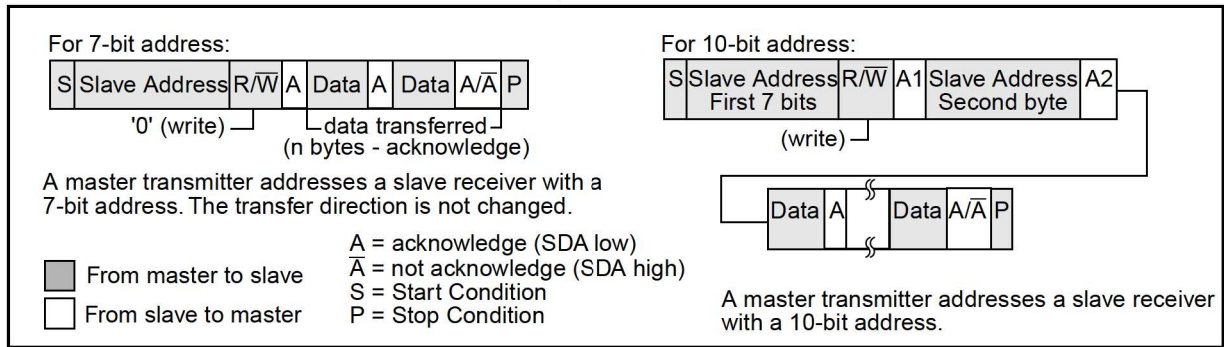 For 7-bit address:
S Slave Address R/W̅ A Data A Data A/A̅ P
'0' (write)
data transferred
(n bytes - acknowledge)
A master transmitter addresses a slave receiver with a
7-bit address. The transfer direction is not changed.
From master to slave
From slave to master
A = acknowledge (SDA low)
A̅ = not acknowledge (SDA high)
S = Start Condition
P = Stop Condition
For 10-bit address:
S Slave Address First 7 bits R/W̅ A1 Slave Address Second byte A2
(write)
Data A Data A/A̅ P
A master transmitter addresses a slave receiver
with a 10-bit address.